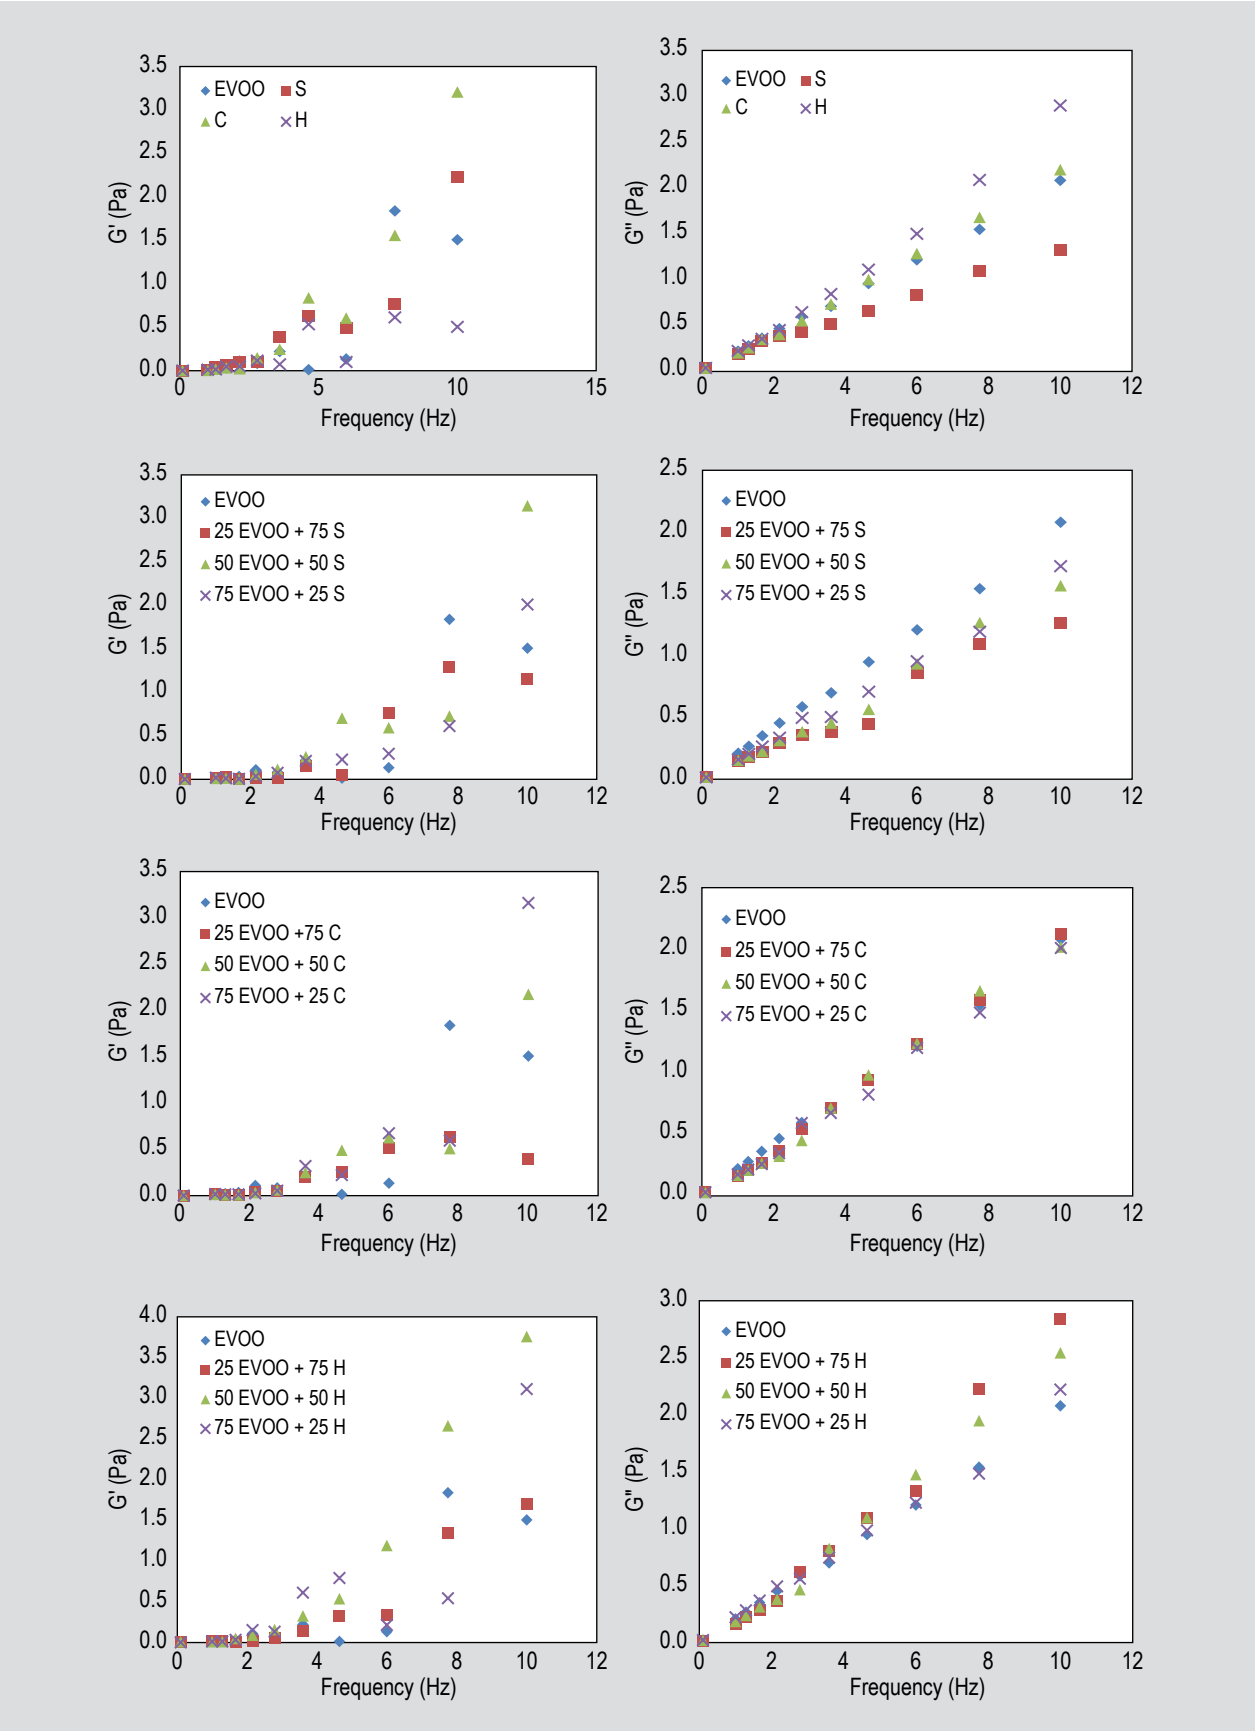 3.5
3.0
2.5
2.0
1.5
1.0
0.5
0.0
G' (Pa)
EVOO S
C H
0 5 10 15
Frequency (Hz)
3.5
3.0
2.5
2.0
1.5
1.0
0.5
0.0
G'' (Pa)
EVOO S
C H
0 2 4 6 8 10 12
Frequency (Hz)
3.5
3.0
2.5
2.0
1.5
1.0
0.5
0.0
G' (Pa)
EVOO
25 EVOO + 75 S
50 EVOO + 50 S
75 EVOO + 25 S
0 2 4 6 8 10 12
Frequency (Hz)
2.5
2.0
1.5
1.0
0.5
0.0
G'' (Pa)
EVOO
25 EVOO + 75 S
50 EVOO + 50 S
75 EVOO + 25 S
0 2 4 6 8 10 12
Frequency (Hz)
3.5
3.0
2.5
2.0
1.5
1.0
0.5
0.0
G' (Pa)
EVOO
25 EVOO +75 C
50 EVOO + 50 C
75 EVOO + 25 C
0 2 4 6 8 10 12
Frequency (Hz)
2.5
2.0
1.5
1.0
0.5
0.0
G'' (Pa)
EVOO
25 EVOO + 75 C
50 EVOO + 50 C
75 EVOO + 25 C
0 2 4 6 8 10 12
Frequency (Hz)
4.0
3.5
3.0
2.5
2.0
1.5
1.0
0.5
0.0
G' (Pa)
EVOO
25 EVOO + 75 H
50 EVOO + 50 H
75 EVOO + 25 H
0 2 4 6 8 10 12
Frequency (Hz)
3.0
2.5
2.0
1.5
1.0
0.5
0.0
G'' (Pa)
EVOO
25 EVOO + 75 H
50 EVOO + 50 H
75 EVOO + 25 H
0 2 4 6 8 10 12
Frequency (Hz)